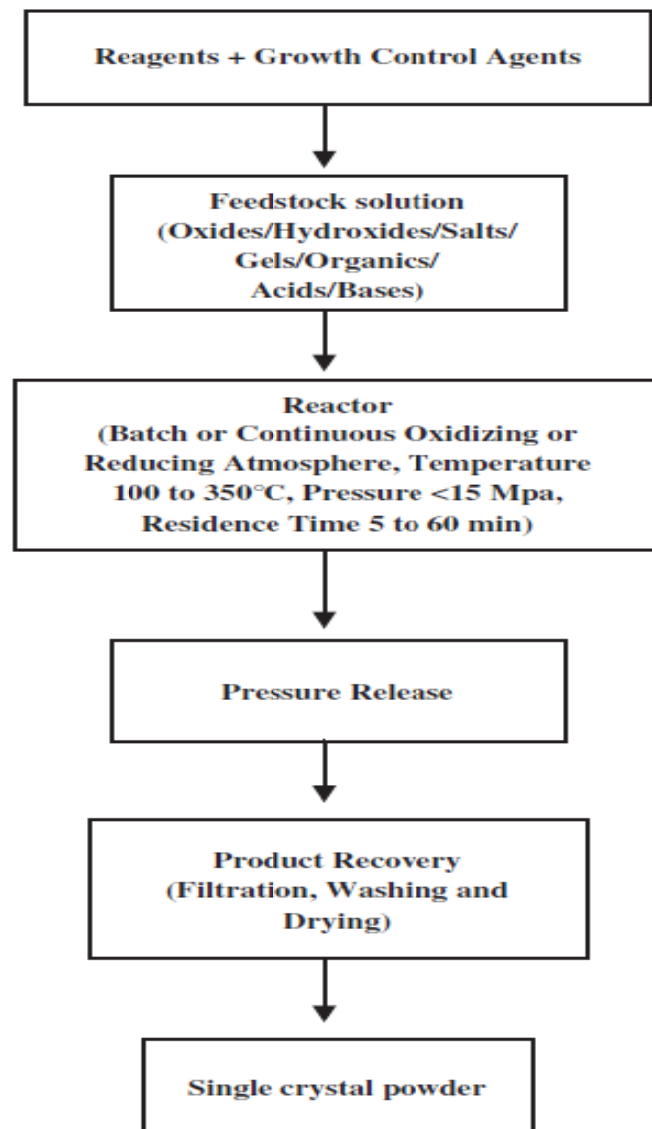 Reagents + Growth Control Agents
Feedstock solution
(Oxides/Hydroxides/Salts/
Gels/Organics/
Acids/Bases)
Reactor
(Batch or Continuous Oxidizing or
Reducing Atmosphere, Temperature
100 to 350°C, Pressure <15 Mpa,
Residence Time 5 to 60 min)
Pressure Release
Product Recovery
(Filtration, Washing and
Drying)
Single crystal powder